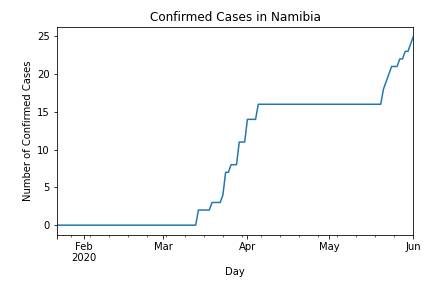 Confirmed Cases in Namibia
Number of Confirmed Cases
25
20
15
10
5
0
Feb Mar Apr May Jun
2020
Day